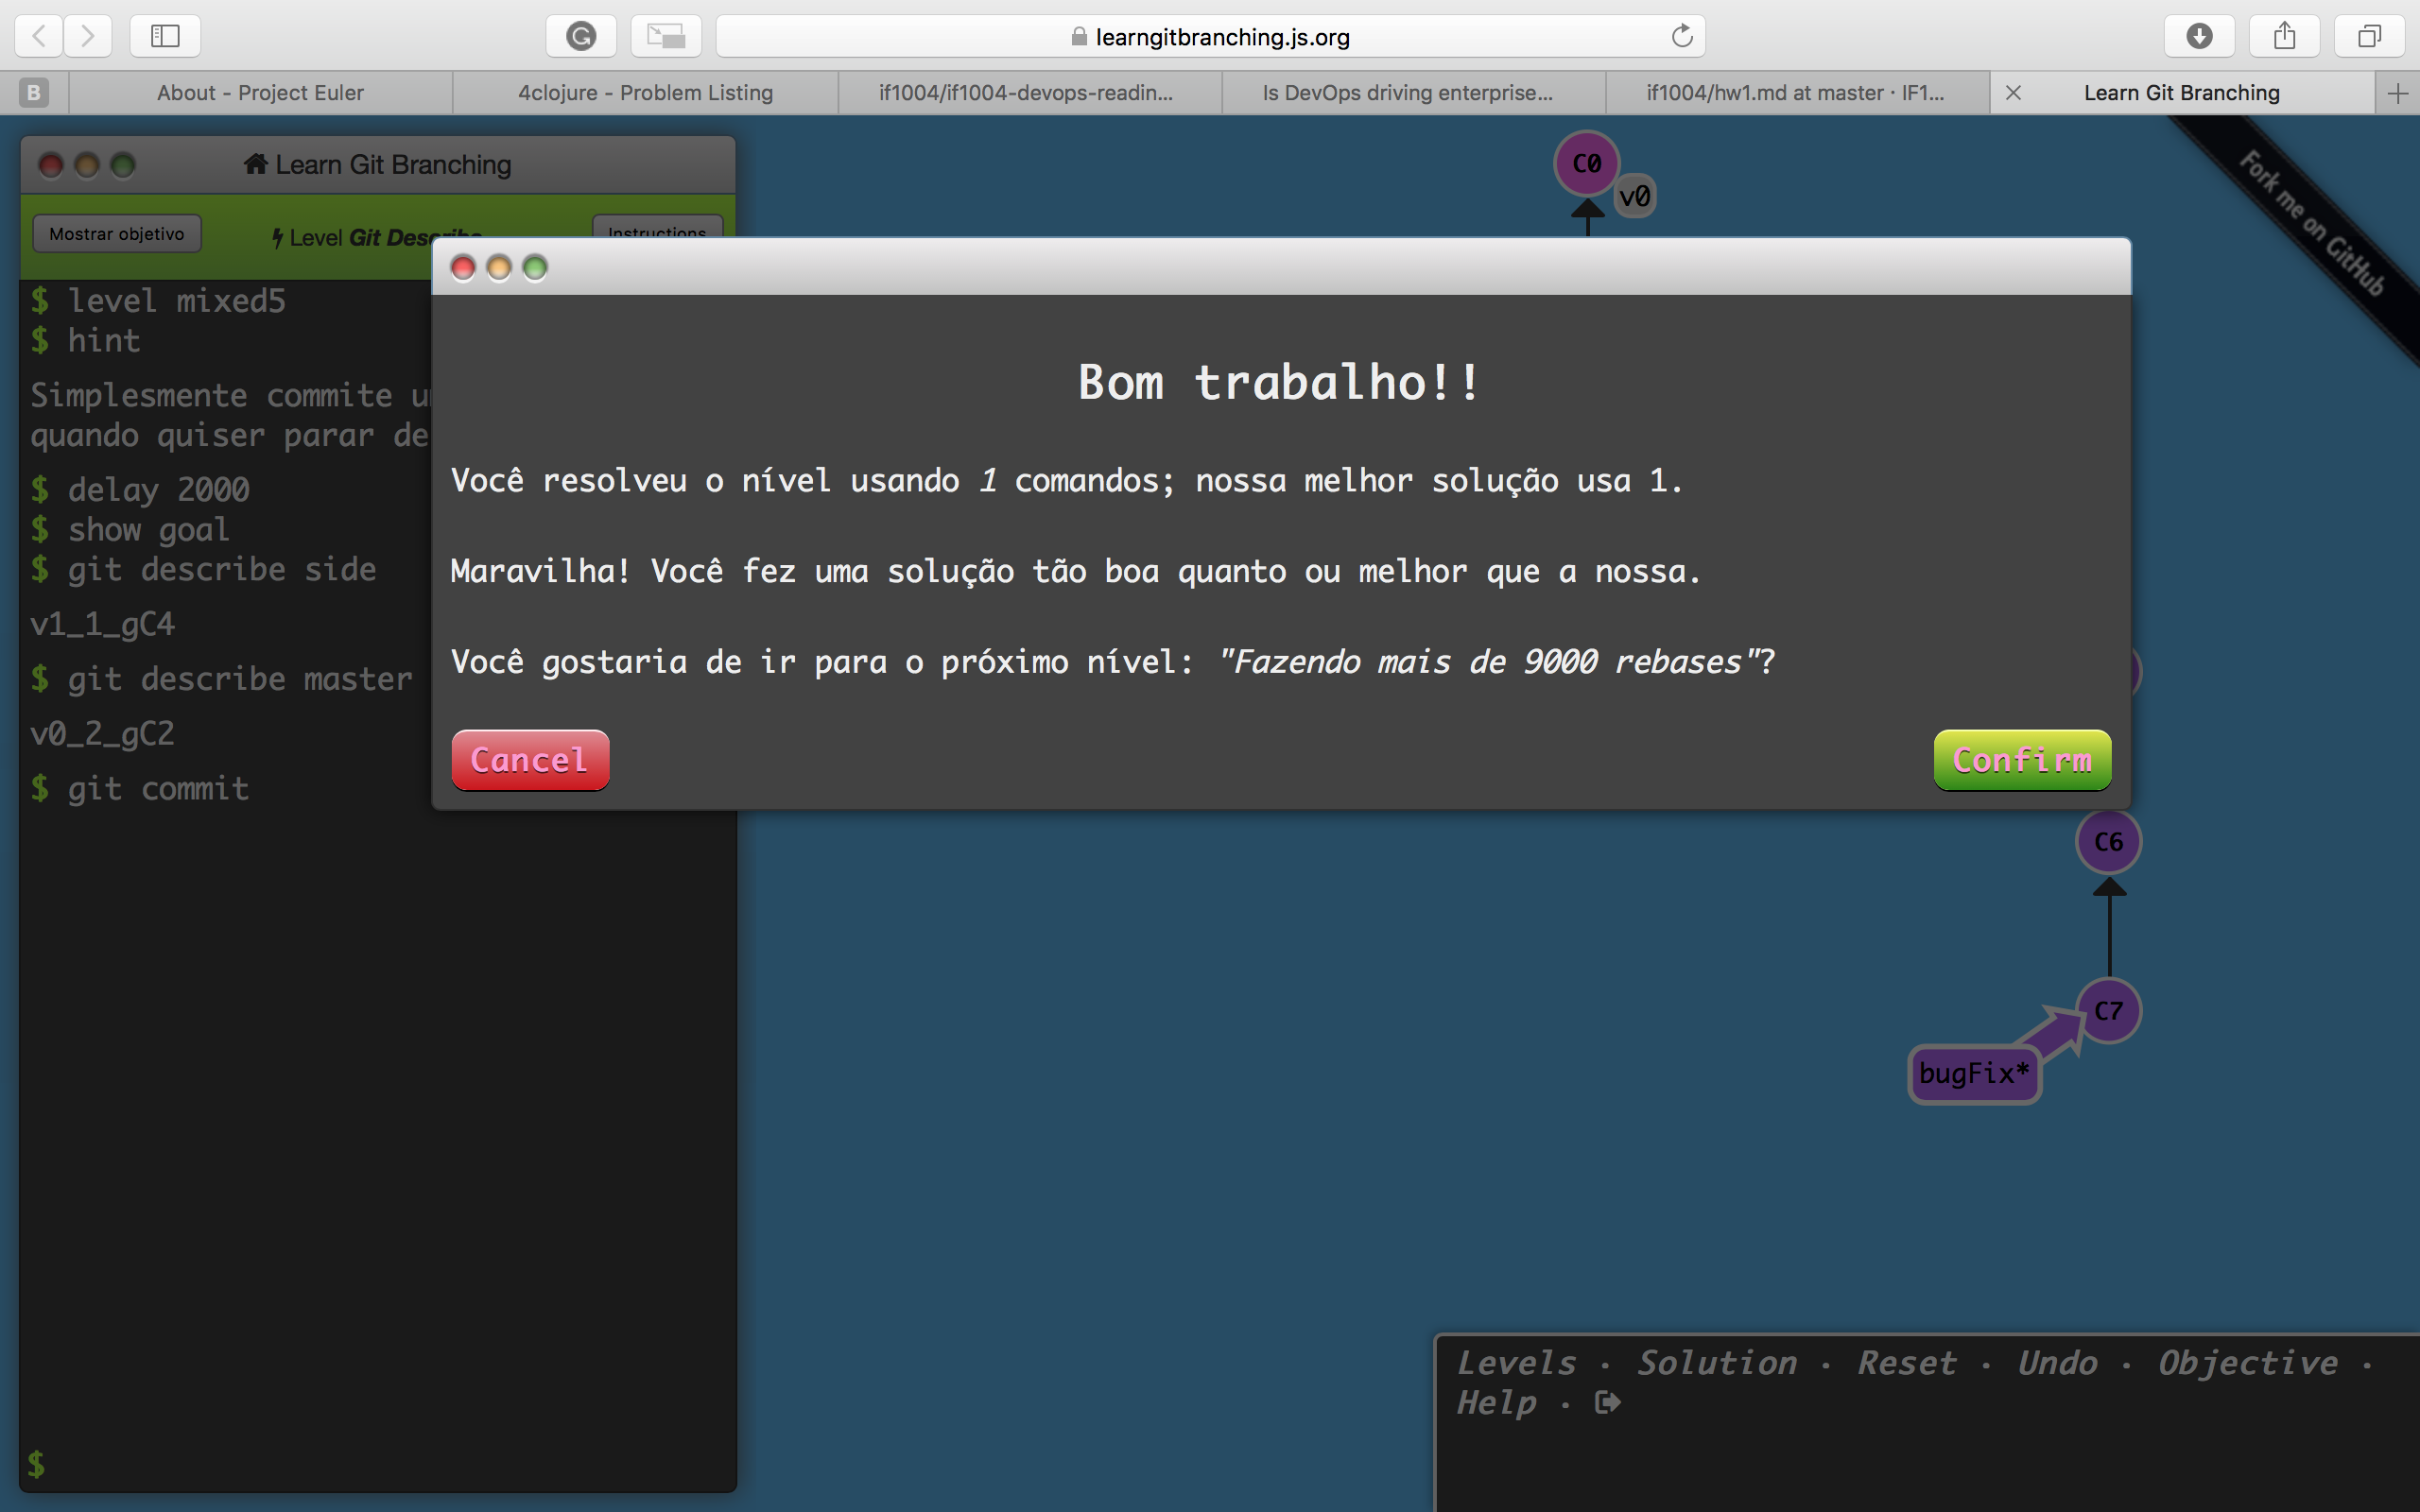 learngitbranching.js.org
B
About - Project Euler
4clojure - Problem Listing
if1004/if1004-devops-readin...
Is DevOps driving enterprise...
if1004/hw1.md at master · IF1...
Learn Git Branching
Learn Git Branching
Mostrar objetivo
Level Git Describe
Instructions
$ level mixed5
$ hint
Simplesmente commite
quando quiser parar de
$ delay 2000
$ show goal
$ git describe side
v1_1_gC4
$ git describe master
v0_2_gC2
$ git commit
$
C0
v0
Fork me on GitHub
Bom trabalho!!
Você resolveu o nível usando 1 comandos; nossa melhor solução usa 1.
Maravilha! Você fez uma solução tão boa quanto ou melhor que a nossa.
Você gostaria de ir para o próximo nível: "Fazendo mais de 9000 rebases"?
Cancel
Confirm
C6
C7
bugFix*
Levels · Solution · Reset · Undo · Objective ·
Help ·